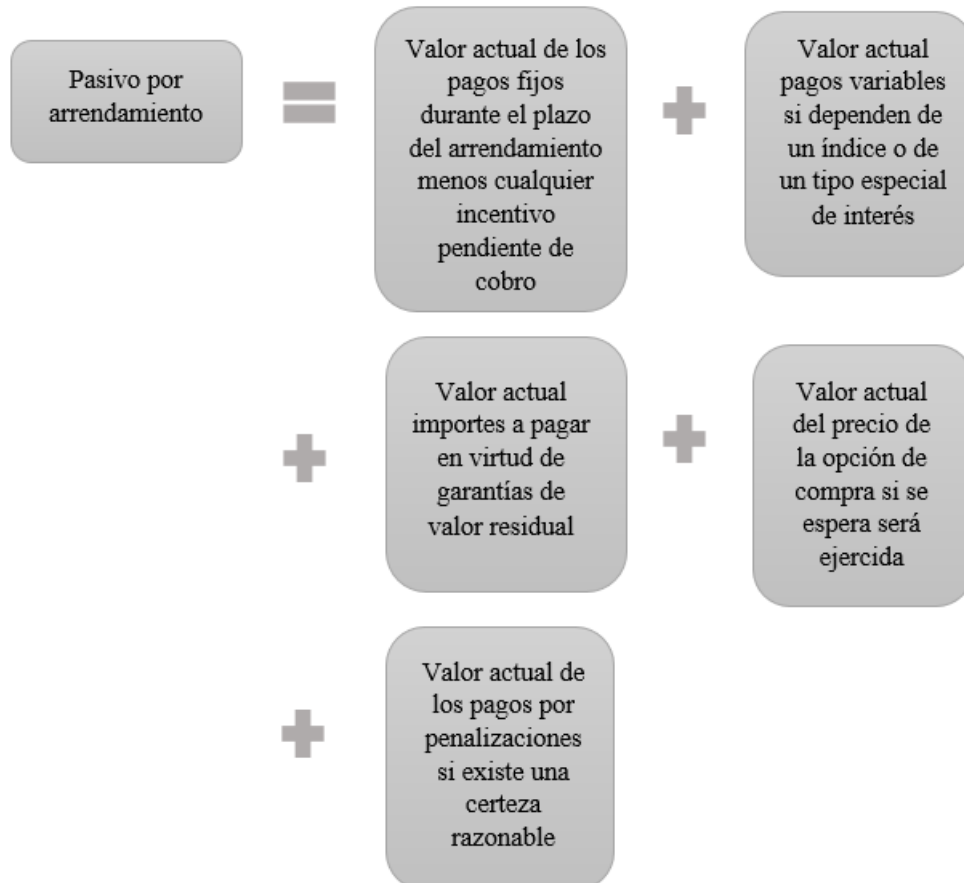 Pasivo por
arrendamiento
Valor actual de los
pagos fijos
durante el plazo
del arrendamiento
menos cualquier
incentivo
pendiente de
cobro
Valor actual
pagos variables
si dependen de
un índice o de
un tipo especial
de interés
Valor actual
importes a pagar
en virtud de
garantías de
valor residual
Valor actual
del precio de
la opción de
compra si se
espera será
ejercida
Valor actual de
los pagos por
penalizaciones
si existe una
certeza
razonable